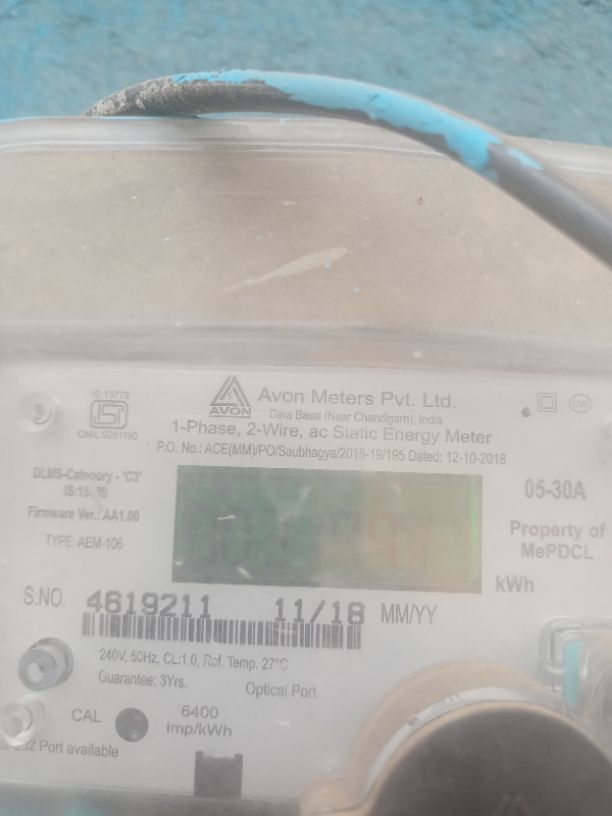 IS:13779
CM/L:9261160
AVON
Avon Meters Pvt. Ltd.
Dera Bassi (Near Chandigarh), India
1-Phase, 2-Wire, ac Static Energy Meter
P.O. No.: ACE(MM)/PO/Saubhagya/2018-19/195 Dated: 12-10-2018
DLMS-Category - 'C3'
Firmware Ver.: AA1.00
TYPE: AEM-106
05-30A
Property of
MePDCL
kWh
S.NO. 4619211 11/18 MM/YY
240V, 50Hz, CL:1.0, Ref. Temp. 27°C
Guarantee: 3Yrs.
Optical Port
CAL
6400
imp/kWh
Port available